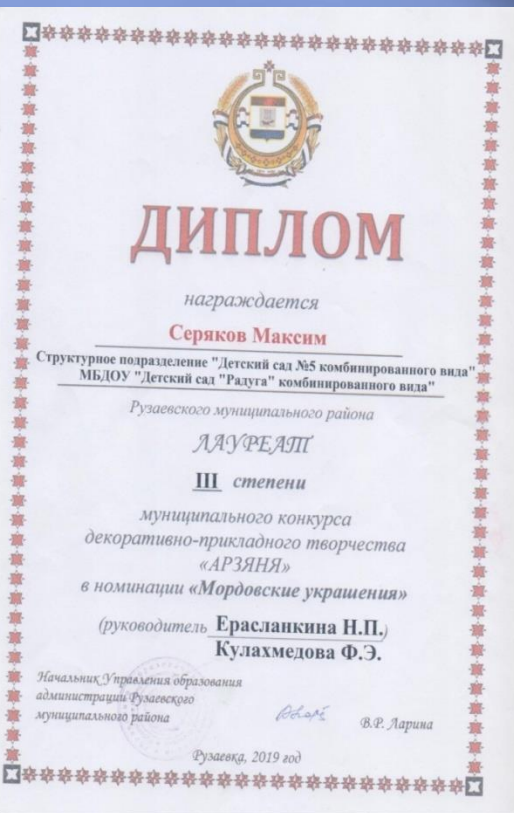 ДИПЛОМ
награждается
Серяков Максим
Структурное подразделение "Детский сад №5 комбинированного вида"
МБДОУ "Детский сад "Радуга" комбинированного вида"
Рузаевского муниципального района
ЛАУРЕАТ
III степени
муниципального конкурса
декоративно-прикладного творчества
«АРЗЯНЯ»
в номинации «Мордовские украшения»
(руководитель Ерасланкина Н.П.)
Кулахмедова Ф.Э.
Начальник Управления образования
администрации Рузаевского
муниципального района
В.Р. Ларина
Рузаевка, 2019 год